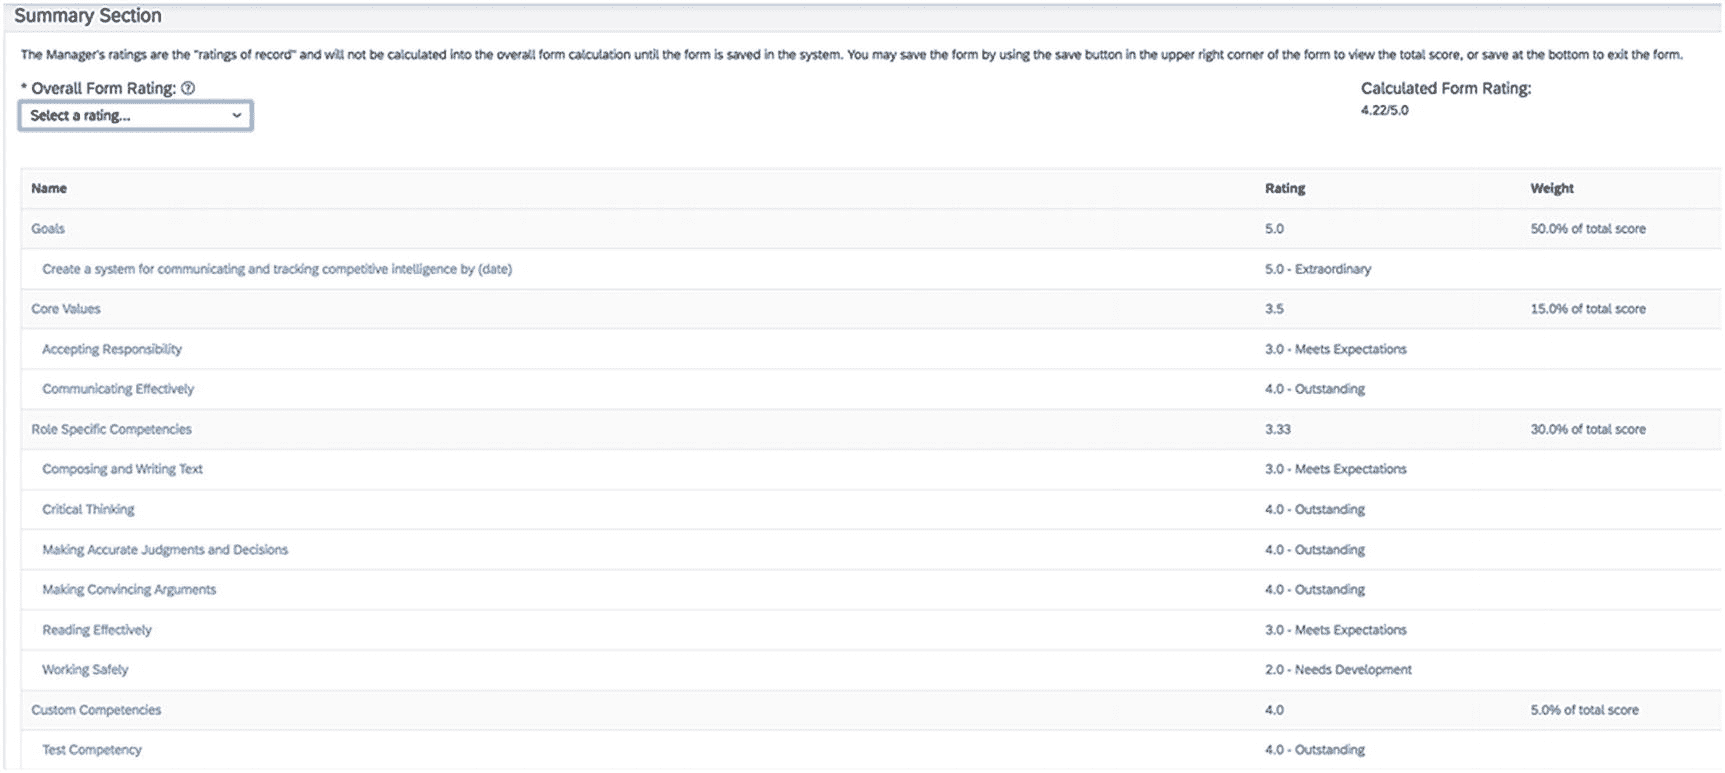 Summary Section
The Manager's ratings are the "ratings of record" and will not be calculated into the overall form calculation until the form is saved in the system. You may save the form by using the save button in the upper right corner of the form to view the total score, or save at the bottom to exit the form.
* Overall Form Rating: ?
Calculated Form Rating:
Select a rating...
4.22/5.0
Name Rating Weight
Goals 5.0 50.0% of total score
Create a system for communicating and tracking competitive intelligence by (date) 5.0 - Extraordinary
Core Values 3.5 15.0% of total score
Accepting Responsibility 3.0 - Meets Expectations
Communicating Effectively 4.0 - Outstanding
Role Specific Competencies 3.33 30.0% of total score
Composing and Writing Text 3.0 - Meets Expectations
Critical Thinking 4.0 - Outstanding
Making Accurate Judgments and Decisions 4.0 - Outstanding
Making Convincing Arguments 4.0 - Outstanding
Reading Effectively 3.0 - Meets Expectations
Working Safely 2.0 - Needs Development
Custom Competencies 4.0 5.0% of total score
Test Competency 4.0 - Outstanding